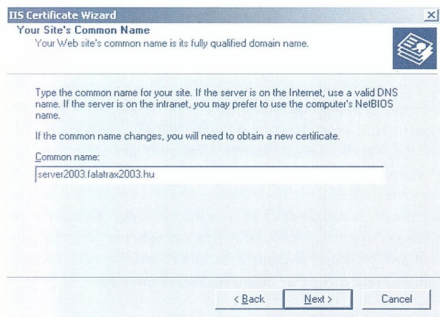 IIS Certificate Wizard
Your Site's Common Name
Your Web site's common name is its fully qualified domain name.
Type the common name for your site. If the server is on the Internet, use a valid DNS
name. If the server is on the intranet, you may prefer to use the computer's NetBIOS
name.
If the common name changes, you will need to obtain a new certificate.
Common name:
server2003.falatrax2003.hu
< Back Next > Cancel